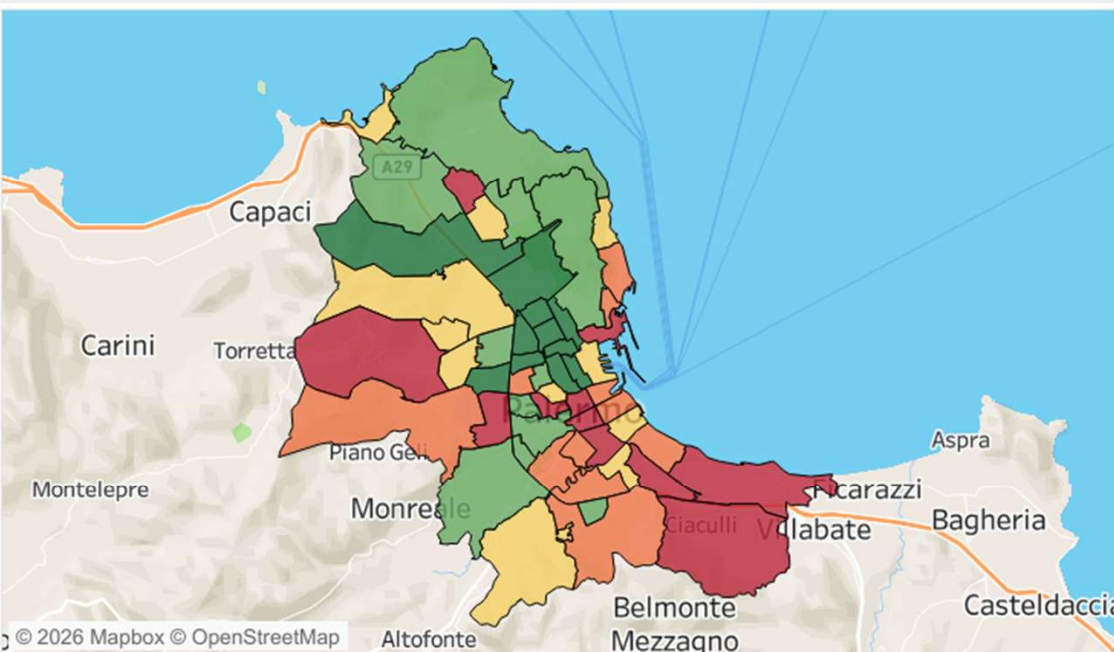 A29
Capaci
Carini
Torretta
Palermo
Aspra
Piano Geli
Montelepre
Ficarazzi
Monreale
Ciaculli
Villabate
Bagheria
Belmonte
Mezzagno
Casteldaccia
Altofonte
© 2026 Mapbox © OpenStreetMap